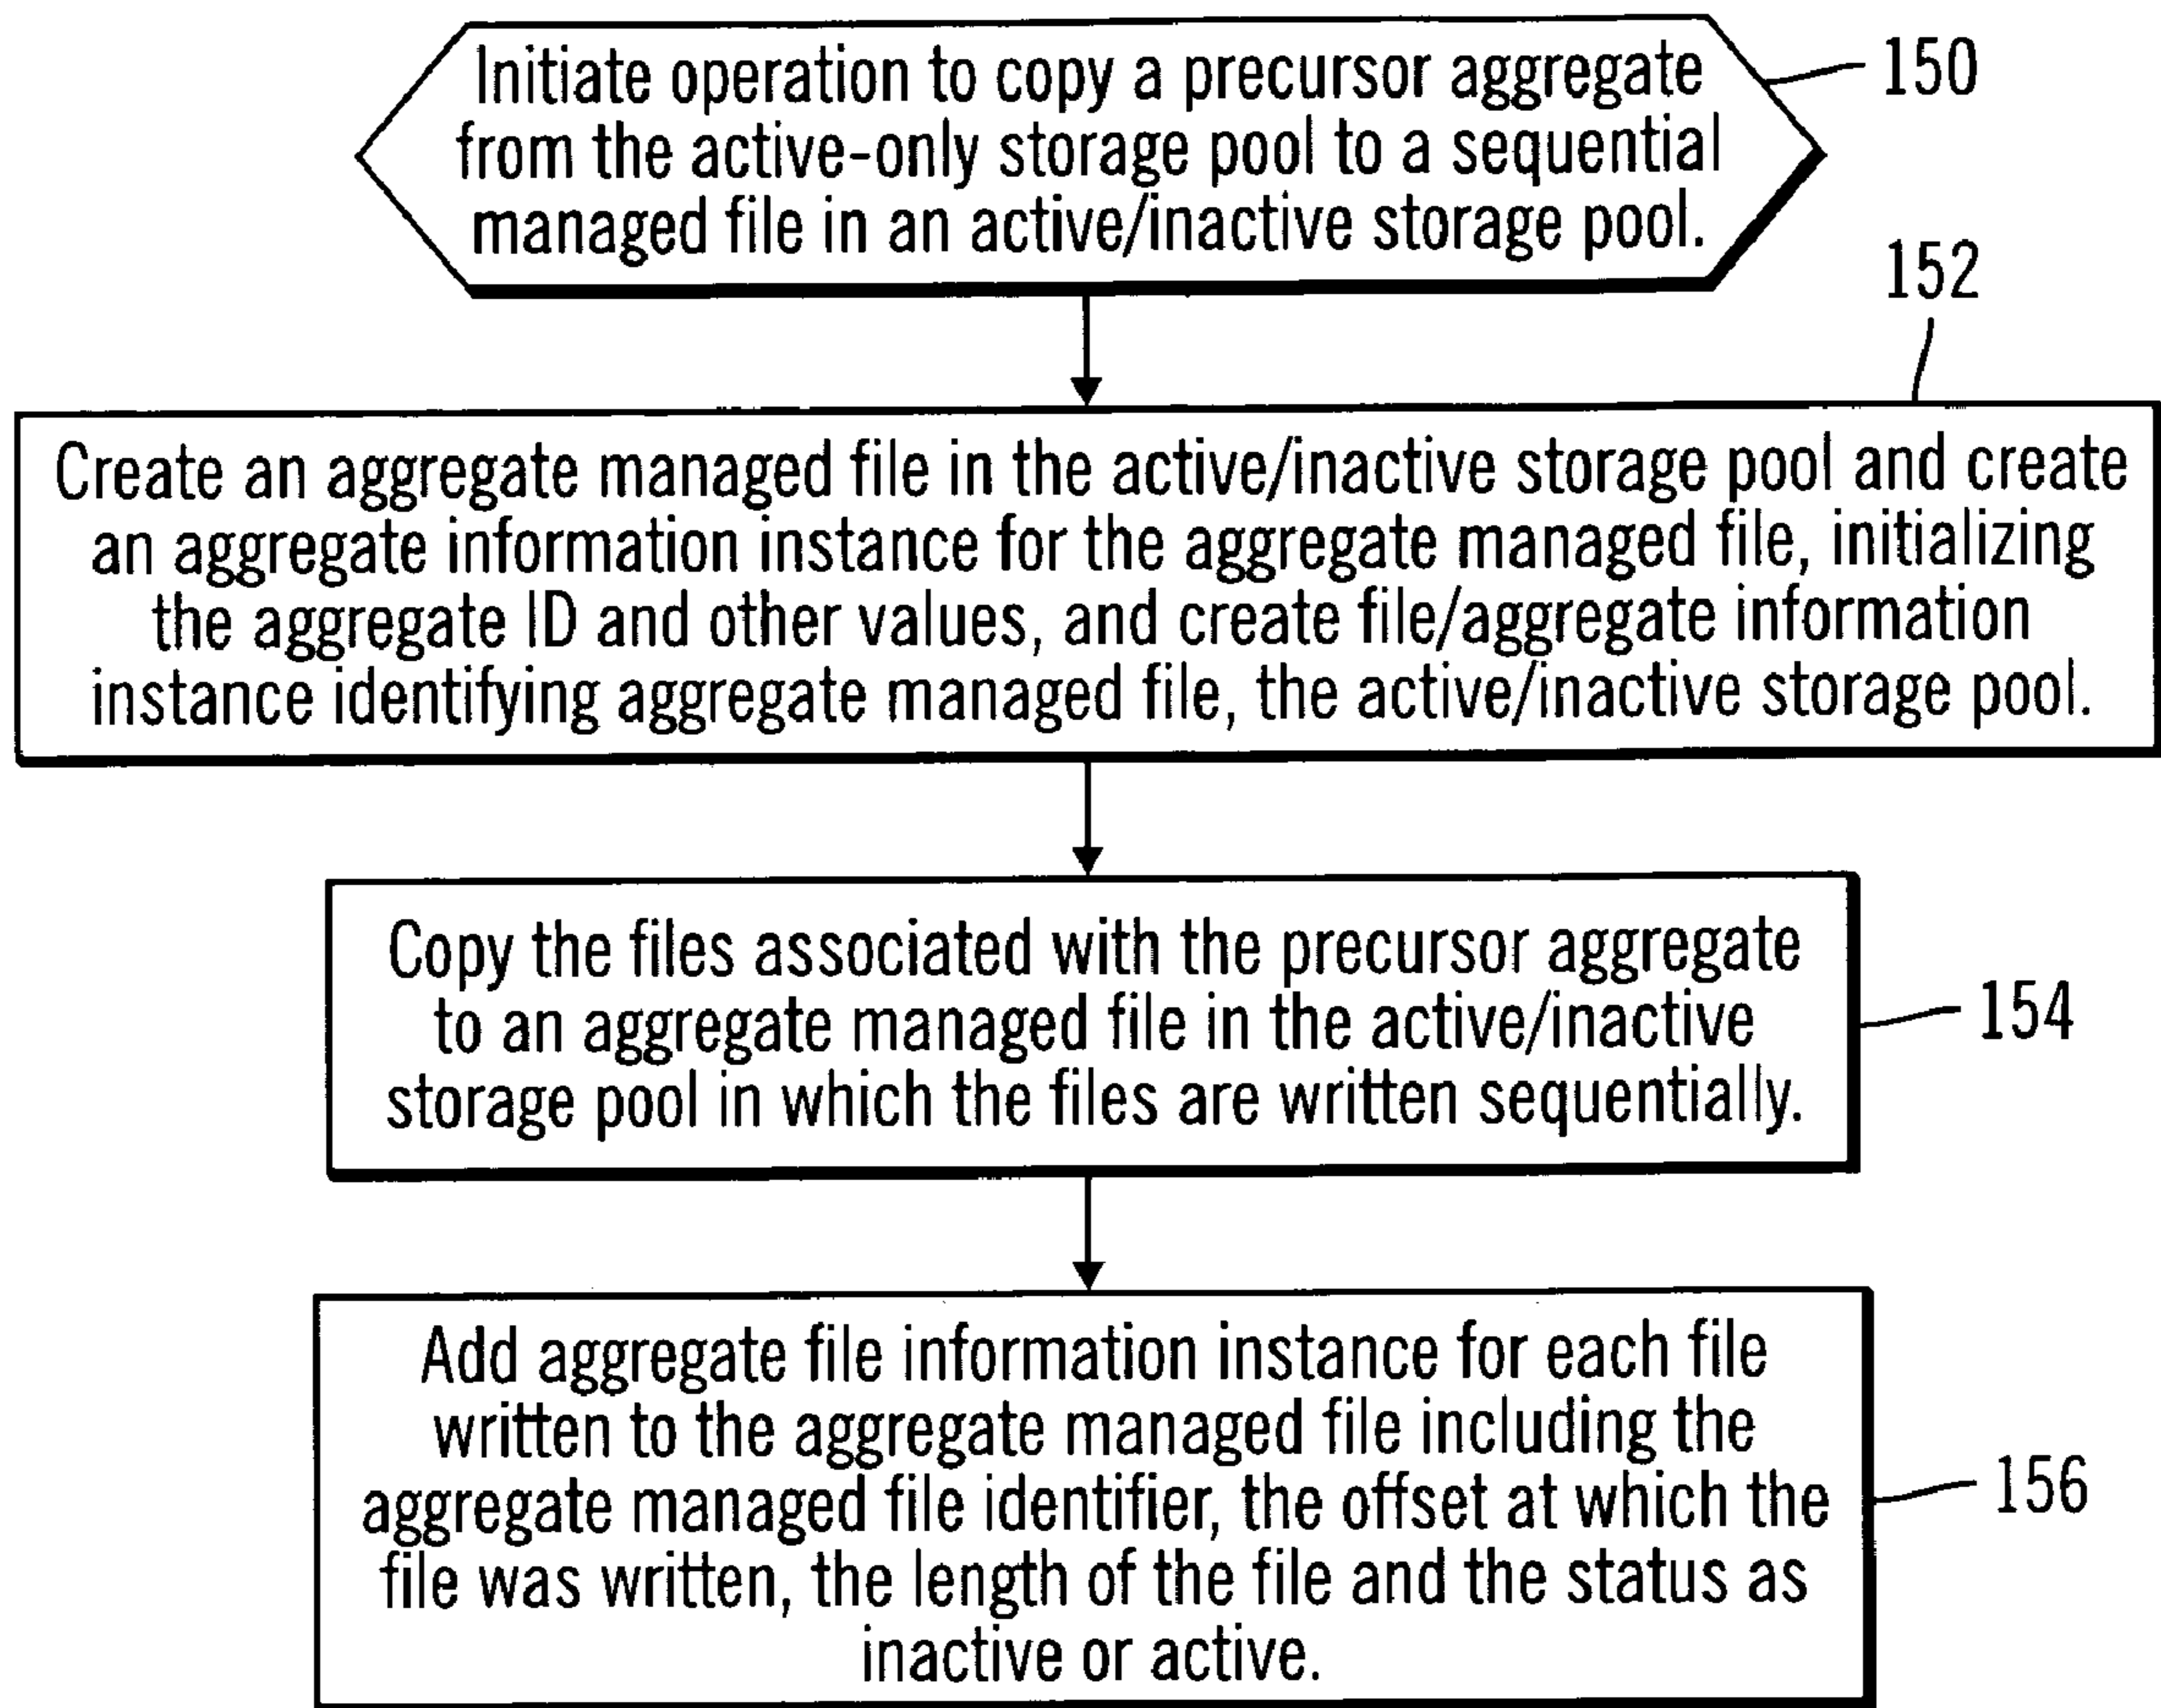 Initiate operation to copy a precursor aggregate
from the active-only storage pool to a sequential
managed file in an active/inactive storage pool.
150
152
Create an aggregate managed file in the active/inactive storage pool and create
an aggregate information instance for the aggregate managed file, initializing
the aggregate ID and other values, and create file/aggregate information
instance identifying aggregate managed file, the active/inactive storage pool.
Copy the files associated with the precursor aggregate
to an aggregate managed file in the active/inactive
storage pool in which the files are written sequentially.
154
Add aggregate file information instance for each file
written to the aggregate managed file including the
aggregate managed file identifier, the offset at which the
file was written, the length of the file and the status as
inactive or active.
156